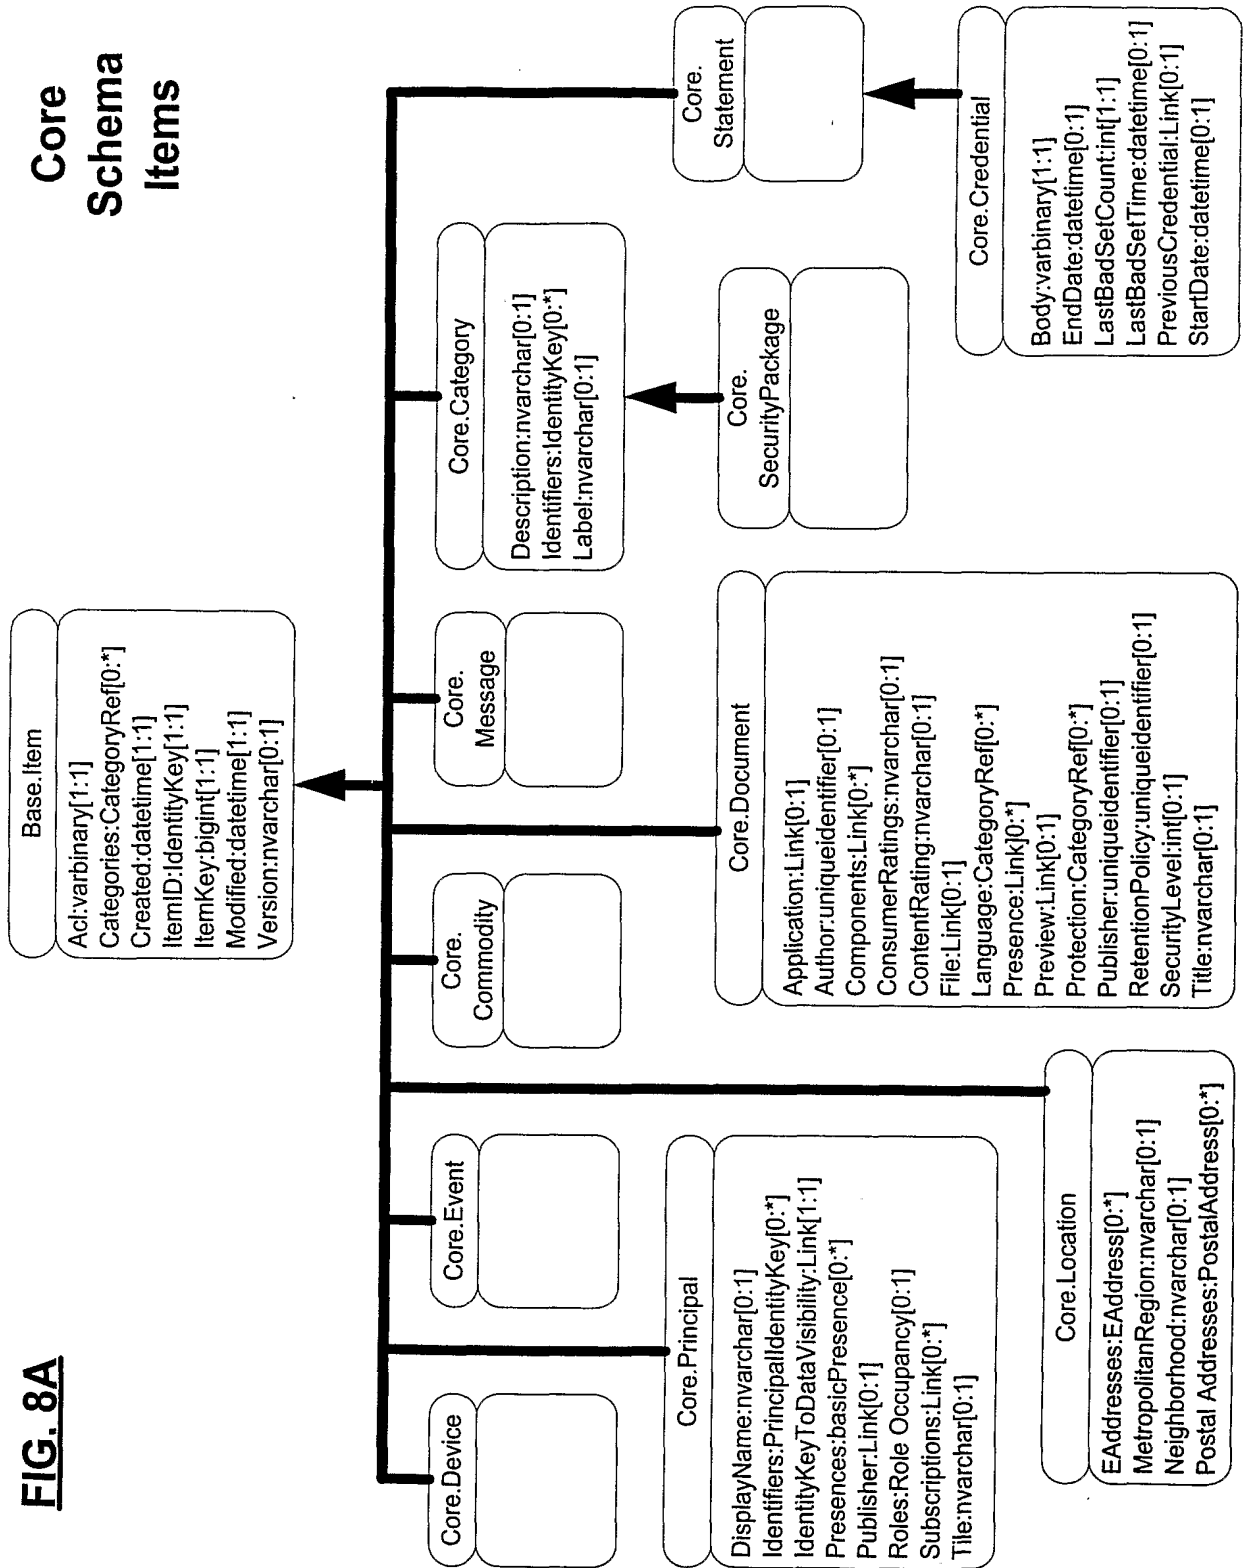 FIG. 8A
Core
Schema
Items
Base.Item
Acl:varbinary[1:1]
Categories:CategoryRef[0:*]
Created:datetime[1:1]
ItemID:IdentityKey[1:1]
ItemKey:bigint[1:1]
Modified:datetime[1:1]
Version:nvarchar[0:1]
Core.Device
Core.Event
Core.
Commodity
Core.
Message
Core.Category
Description:nvarchar[0:1]
Identifiers:IdentityKey[0:*]
Label:nvarchar[0:1]
Core.
Statement
Core.Principal
DisplayName:nvarchar[0:1]
Identifiers:PrincipalIdentityKey[0:*]
IdentityKeyToDataVisibility:Link[1:1]
Presences:basicPresence[0:*]
Publisher:Link[0:1]
Roles:Role Occupancy[0:1]
Subscriptions:Link[0:*]
Tile:nvarchar[0:1]
Core.Document
Application:Link[0:1]
Author:uniqueidentifier[0:1]
Components:Link[0:*]
ConsumerRatings:nvarchar[0:1]
ContentRating:nvarchar[0:1]
File:Link[0:1]
Language:CategoryRef[0:*]
Presence:Link[0:*]
Preview:Link[0:1]
Protection:CategoryRef[0:*]
Publisher:uniqueidentifier[0:1]
RetentionPolicy:uniqueidentifier[0:1]
SecurityLevel:int[0:1]
Title:nvarchar[0:1]
Core.
SecurityPackage
Core.Location
EAddresses:EAddress[0:*]
MetropolitanRegion:nvarchar[0:1]
Neighborhood:nvarchar[0:1]
Postal Addresses:PostalAddress[0:*]
Core.Credential
Body:varbinary[1:1]
EndDate:datetime[0:1]
LastBadSetCount:int[1:1]
LastBadSetTime:datetime[0:1]
PreviousCredential:Link[0:1]
StartDate:datetime[0:1]